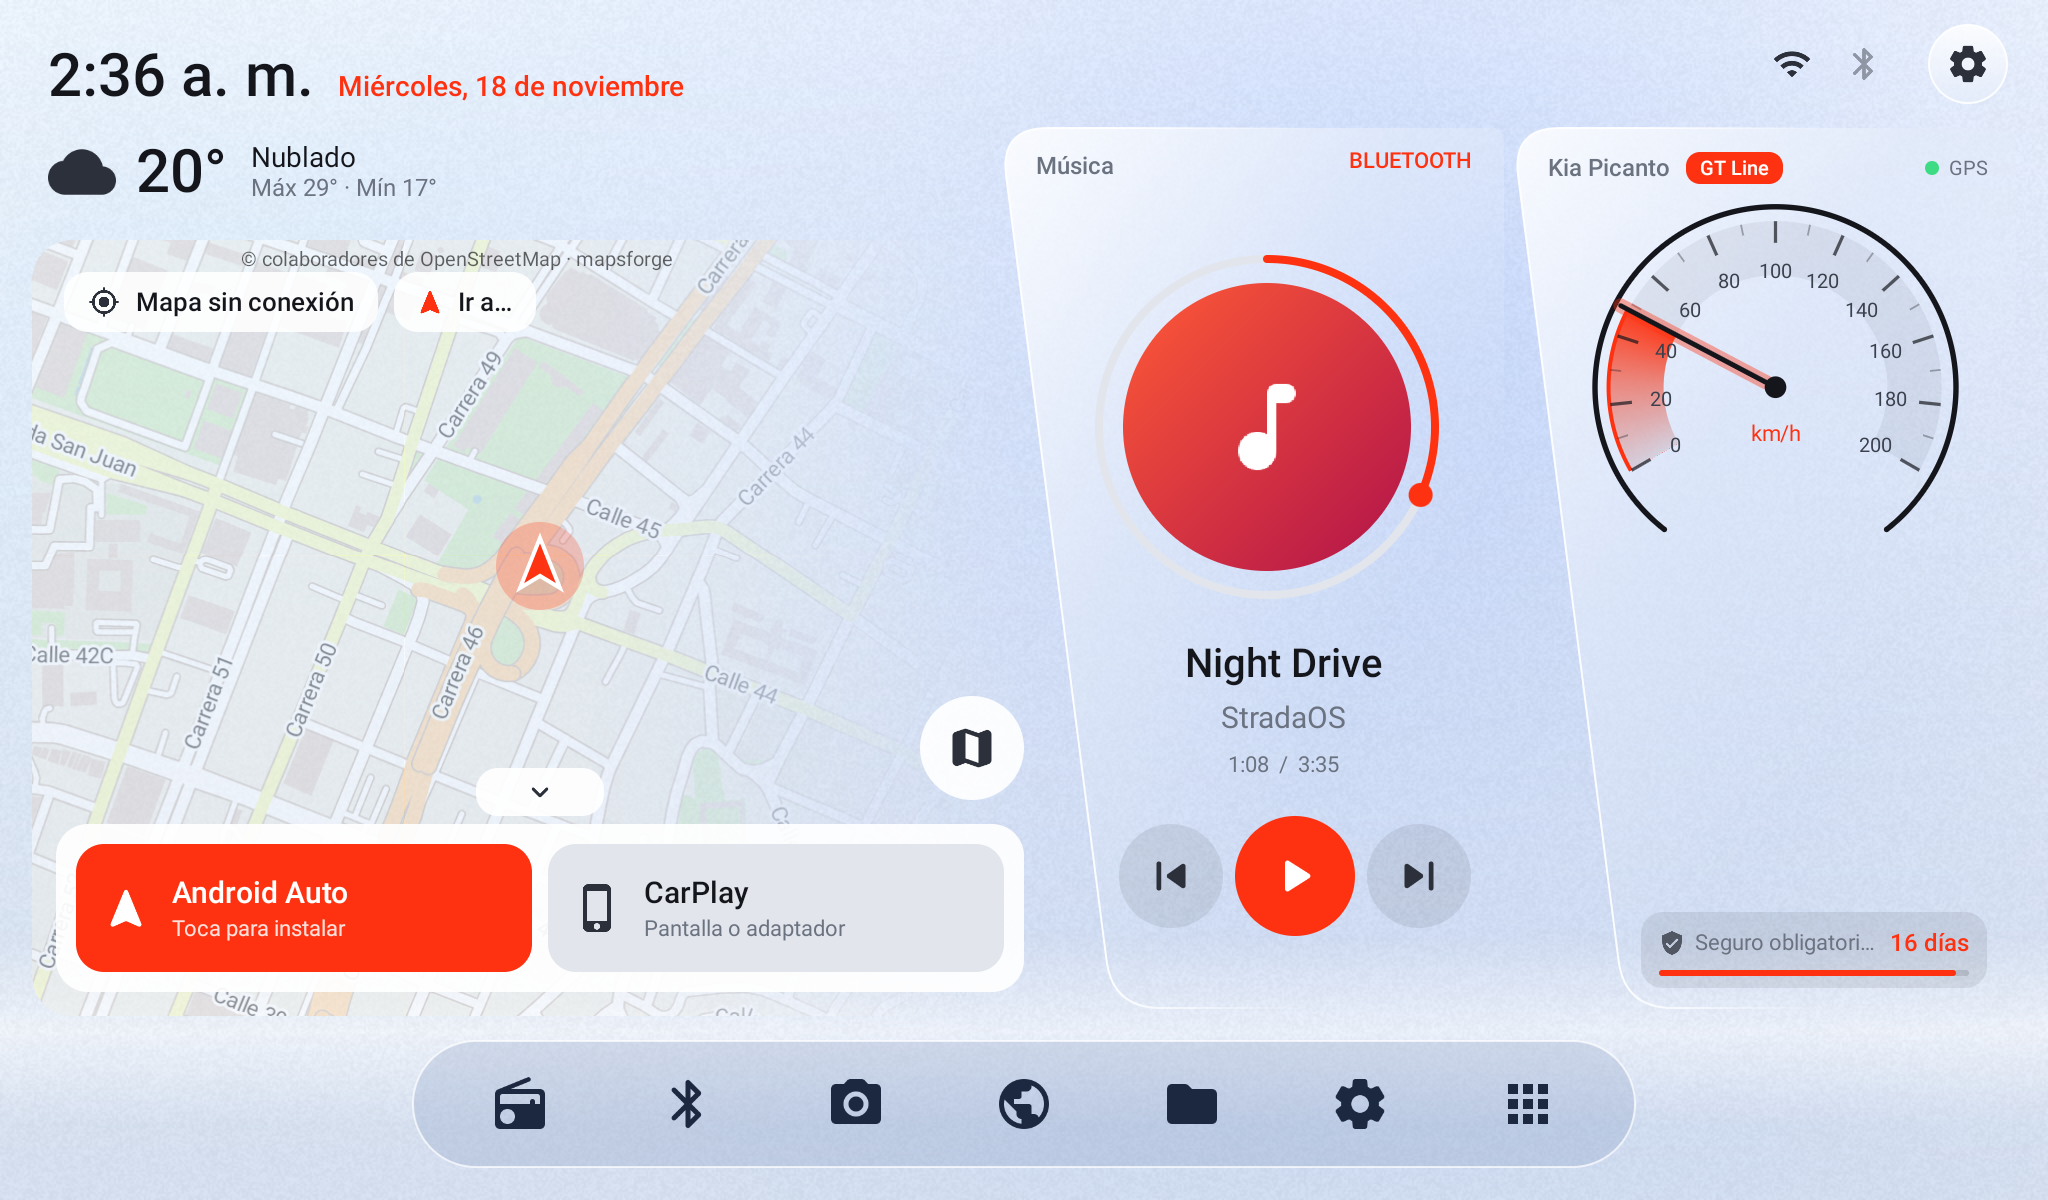 2:36 a. m. Miércoles, 18 de noviembre
20° Nublado
Máx 29° · Mín 17°
© colaboradores de OpenStreetMap · mapsforge
Mapa sin conexión
Ir a...
Carrera
Carrera 49
Carrera 44
da San Juan
Calle 45
Calle 42C
Carrera 51
Carrera 50
Carrera 46
Calle 44
Android Auto
Toca para instalar
CarPlay
Pantalla o adaptador
Música
BLUETOOTH
Night Drive
StradaOS
1:08 / 3:35
Kia Picanto GT Line
GPS
0
20
40
60
80
100
120
140
160
180
200
km/h
Seguro obligatori... 16 días